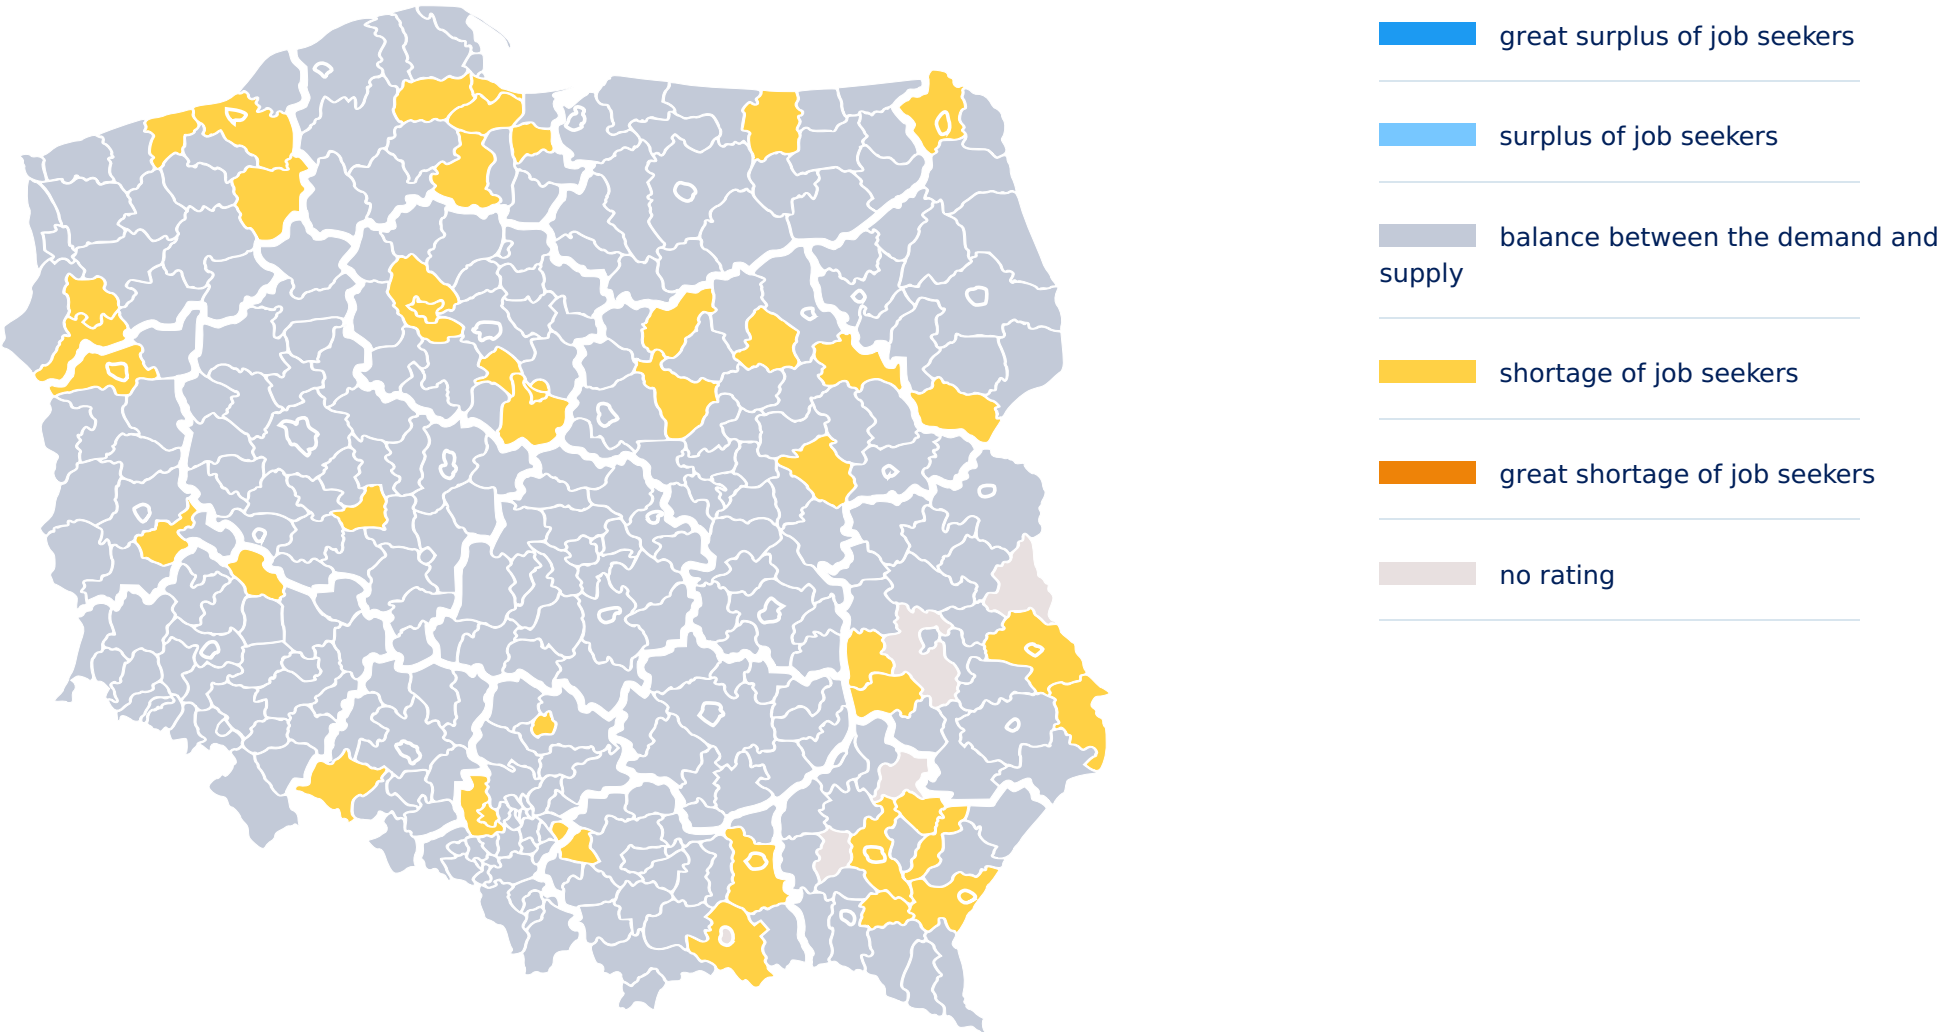 great surplus of job seekers
surplus of job seekers
balance between the demand and
supply
shortage of job seekers
great shortage of job seekers
no rating